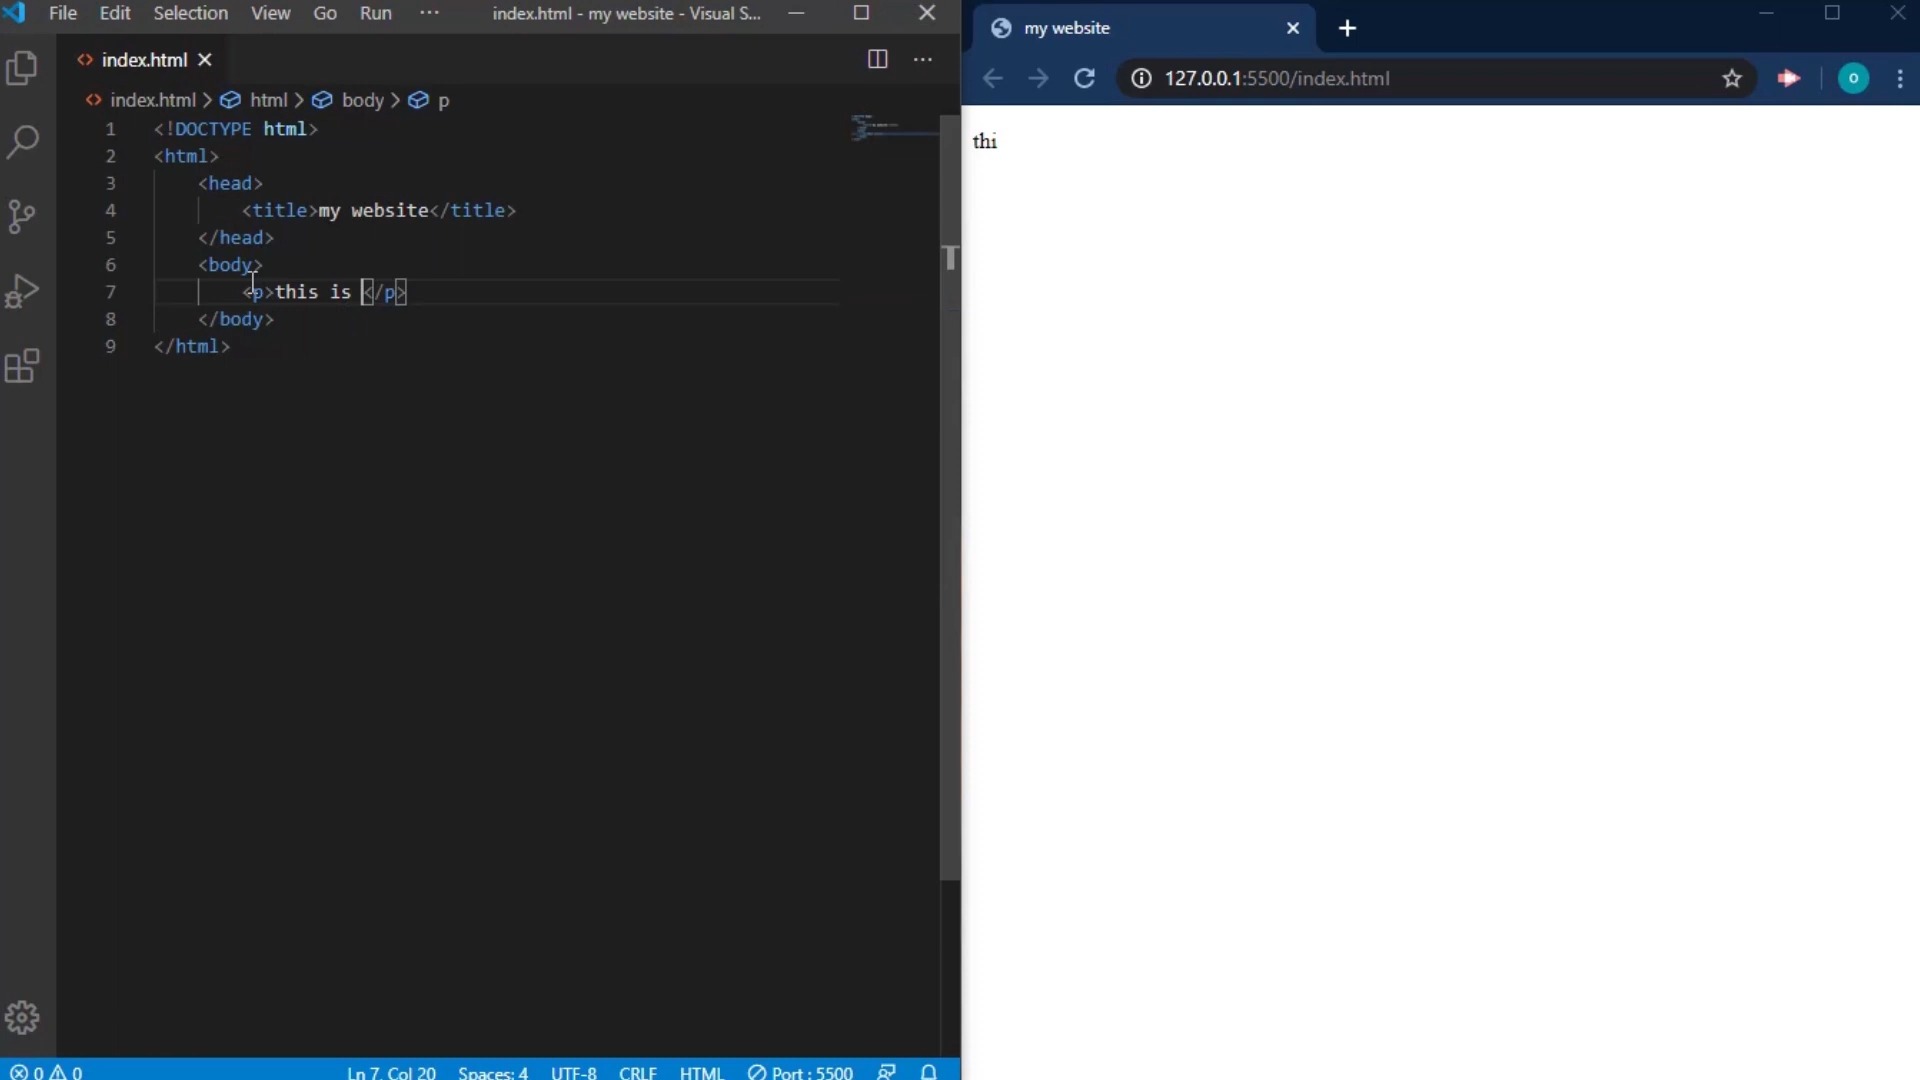 File Edit Selection View Go Run ··· index.html - my website - Visual S...
index.html
index.html > html > body > p
1 <!DOCTYPE html>
2 <html>
3 <head>
4 <title>my website</title>
5 </head>
6 <body>
7 <p>this is </p>
8 </body>
9 </html>
0 0 Ln 7, Col 20 Spaces: 4 UTF-8 CRLF HTML Port : 5500
my website
127.0.0.1:5500/index.html
o
thi